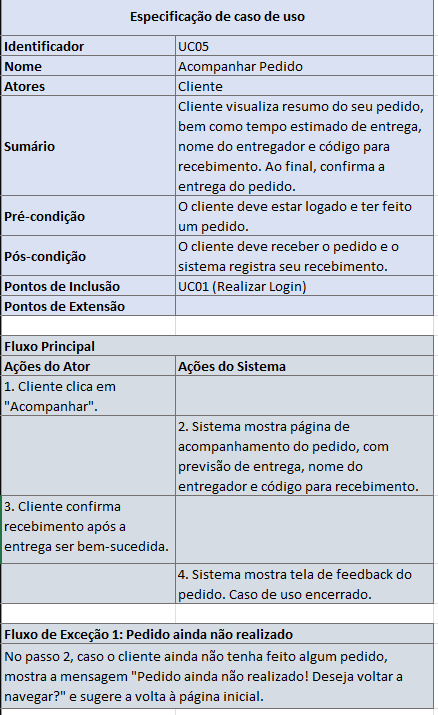 Especificação de caso de uso
Identificador UC05
Nome Acompanhar Pedido
Atores Cliente
Sumário
Cliente visualiza resumo do seu pedido,
bem como tempo estimado de entrega,
nome do entregador e código para
recebimento. Ao final, confirma a
entrega do pedido.
Pré-condição
O cliente deve estar logado e ter feito
um pedido.
Pós-condição
O cliente deve receber o pedido e o
sistema registra seu recebimento.
Pontos de Inclusão UC01 (Realizar Login)
Pontos de Extensão
Fluxo Principal
Ações do Ator Ações do Sistema
1. Cliente clica em
"Acompanhar".
2. Sistema mostra página de
acompanhamento do pedido, com
previsão de entrega, nome do
entregador e código para recebimento.
3. Cliente confirma
recebimento após a
entrega ser bem-sucedida.
4. Sistema mostra tela de feedback do
pedido. Caso de uso encerrado.
Fluxo de Exceção 1: Pedido ainda não realizado
No passo 2, caso o cliente ainda não tenha feito algum pedido,
mostra a mensagem "Pedido ainda não realizado! Deseja voltar a
navegar?" e sugere a volta à página inicial.